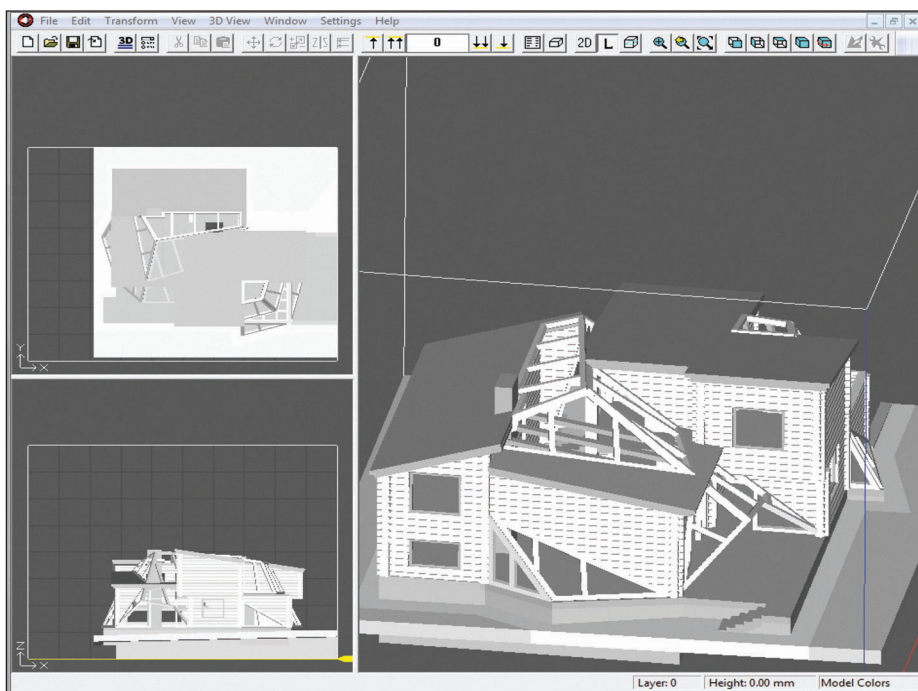 File Edit Transform View 3D View Window Settings Help
3D 0 2D L
Y
X
Z
X
Layer: 0 Height: 0.00 mm Model Colors